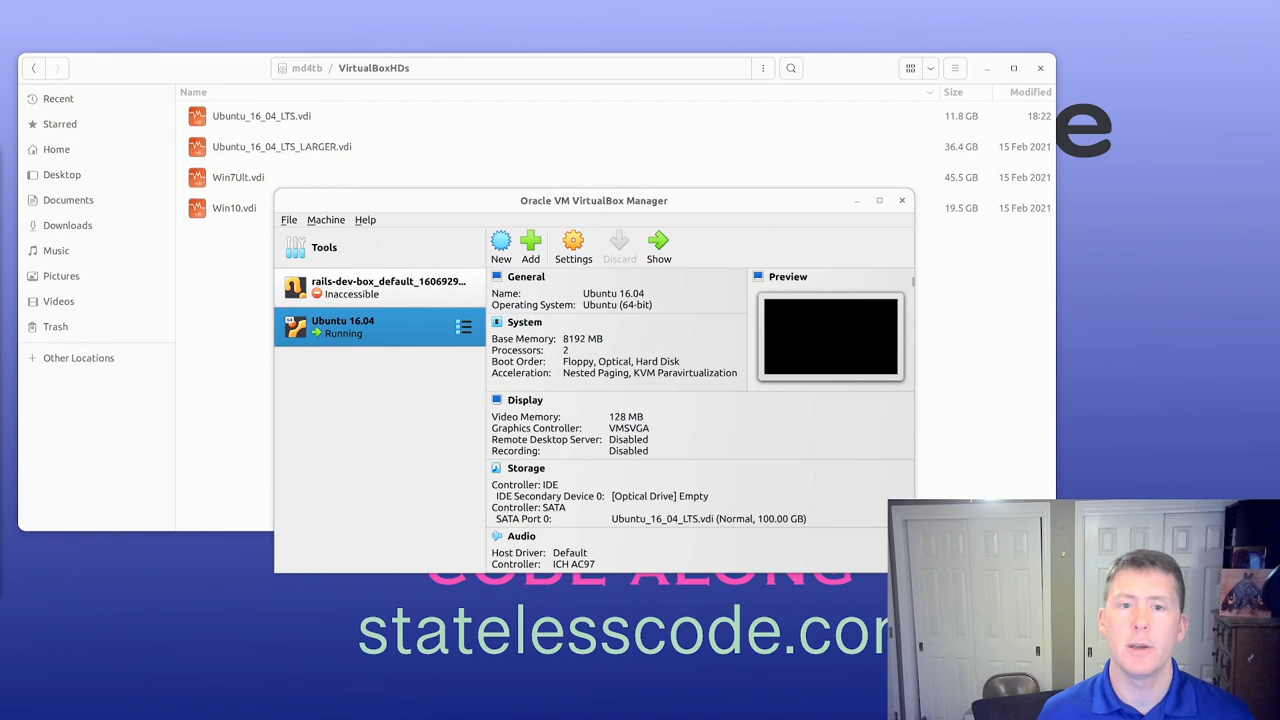 md4tb / VirtualBoxHDs
Name Size Modified
Recent
Starred
Home
Desktop
Documents
Downloads
Music
Pictures
Videos
Trash
Other Locations
Ubuntu_16_04_LTS.vdi 11.8 GB 18:22
Ubuntu_16_04_LTS_LARGER.vdi 36.4 GB 15 Feb 2021
Win7Ult.vdi 45.5 GB 15 Feb 2021
Win10.vdi 19.5 GB 15 Feb 2021
e
Oracle VM VirtualBox Manager
File Machine Help
Tools
New Add Settings Discard Show
rails-dev-box_default_1606929...
Inaccessible
Ubuntu 16.04
Running
General
Name: Ubuntu 16.04
Operating System: Ubuntu (64-bit)
System
Base Memory: 8192 MB
Processors: 2
Boot Order: Floppy, Optical, Hard Disk
Acceleration: Nested Paging, KVM Paravirtualization
Preview
Display
Video Memory: 128 MB
Graphics Controller: VMSVGA
Remote Desktop Server: Disabled
Recording: Disabled
Storage
Controller: IDE
IDE Secondary Device 0: [Optical Drive] Empty
Controller: SATA
SATA Port 0: Ubuntu_16_04_LTS.vdi (Normal, 100.00 GB)
Audio
Host Driver: Default
Controller: ICH AC97
CODE ALONG
statelesscode.com